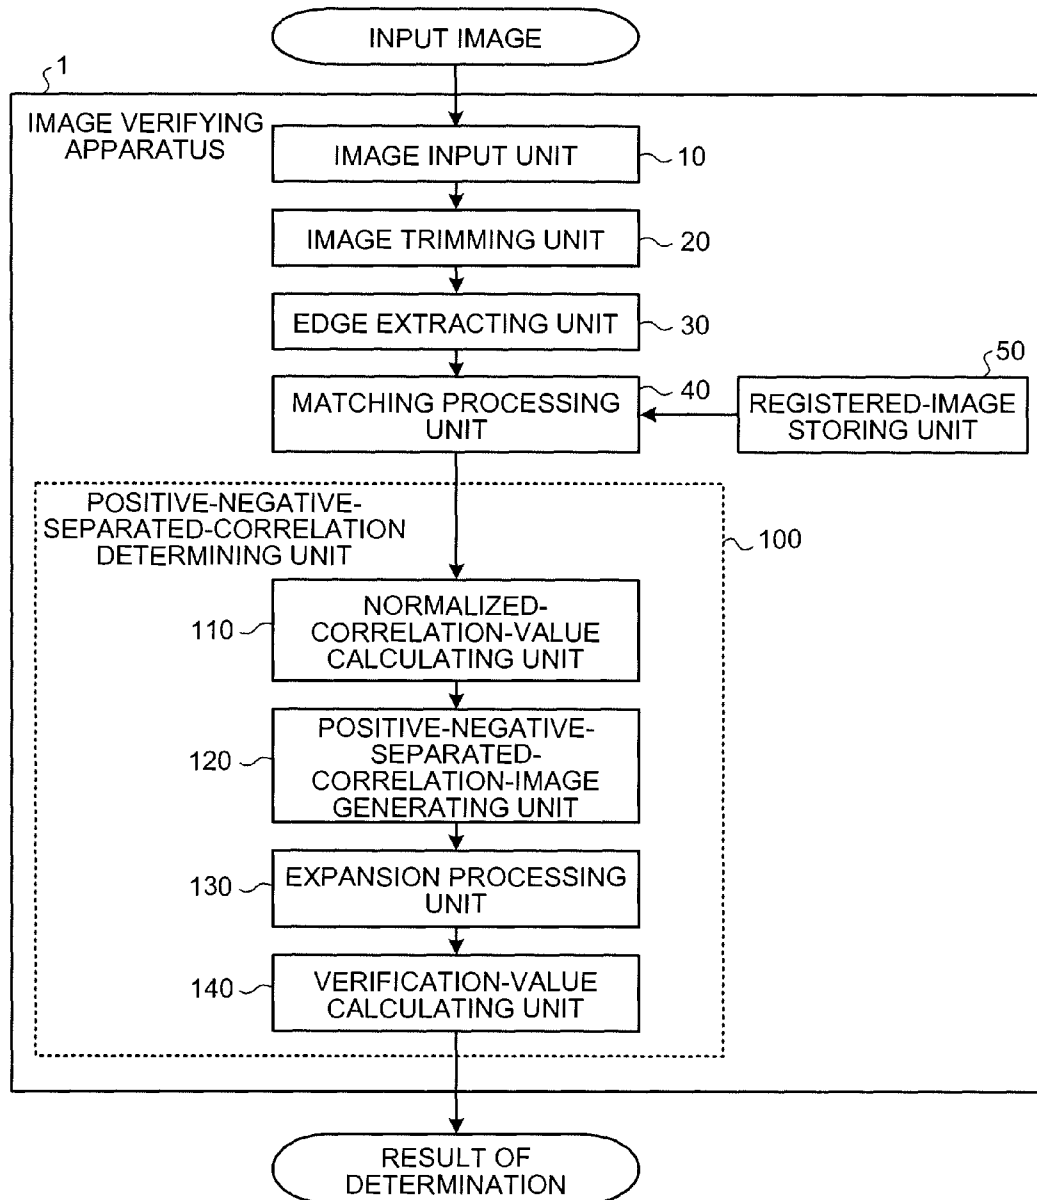 INPUT IMAGE
1
IMAGE VERIFYING
APPARATUS
IMAGE INPUT UNIT
10
IMAGE TRIMMING UNIT
20
EDGE EXTRACTING UNIT
30
MATCHING PROCESSING
UNIT
40
50
REGISTERED-IMAGE
STORING UNIT
POSITIVE-NEGATIVE-
SEPARATED-CORRELATION
DETERMINING UNIT
100
110
NORMALIZED-
CORRELATION-VALUE
CALCULATING UNIT
120
POSITIVE-NEGATIVE-
SEPARATED-
CORRELATION-IMAGE
GENERATING UNIT
130
EXPANSION PROCESSING
UNIT
140
VERIFICATION-VALUE
CALCULATING UNIT
RESULT OF
DETERMINATION